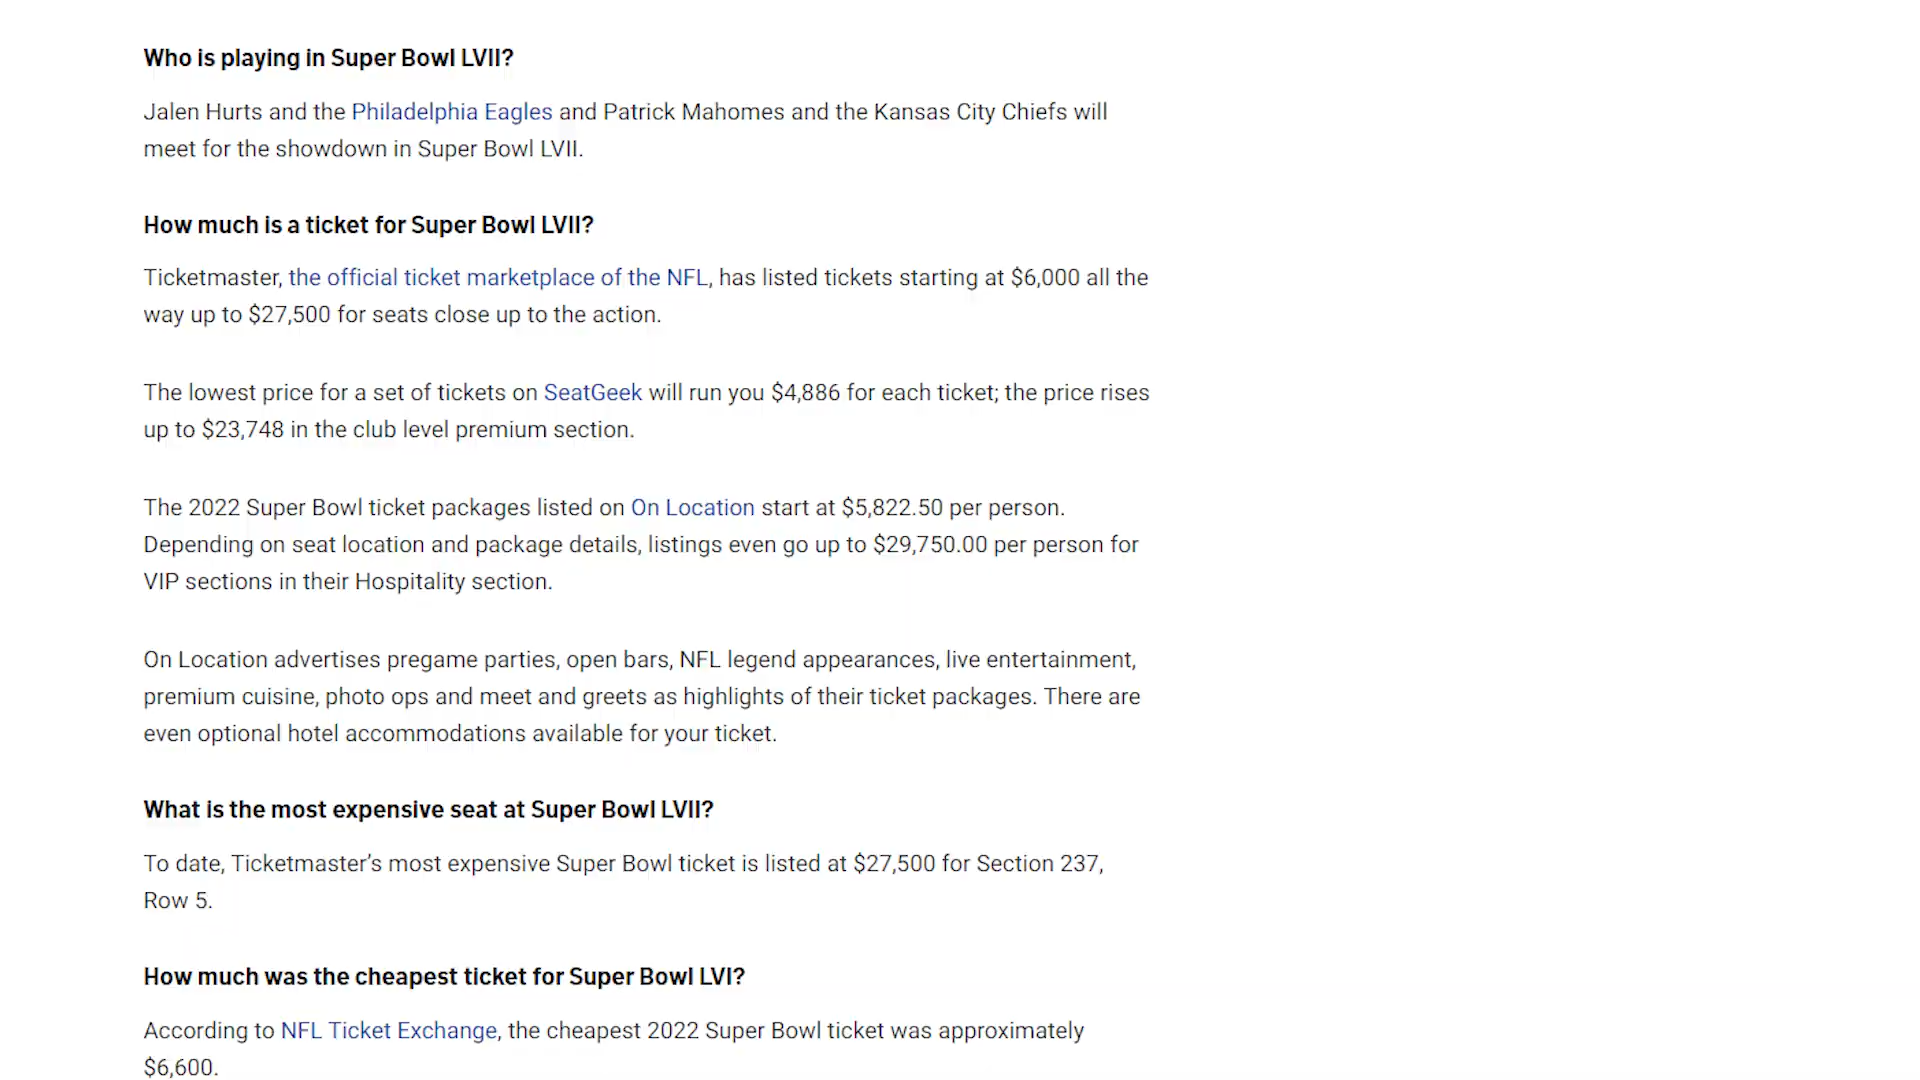 Who is playing in Super Bowl LVII?
Jalen Hurts and the Philadelphia Eagles and Patrick Mahomes and the Kansas City Chiefs will
meet for the showdown in Super Bowl LVII.
How much is a ticket for Super Bowl LVII?
Ticketmaster, the official ticket marketplace of the NFL, has listed tickets starting at $6,000 all the
way up to $27,500 for seats close up to the action.
The lowest price for a set of tickets on SeatGeek will run you $4,886 for each ticket; the price rises
up to $23,748 in the club level premium section.
The 2022 Super Bowl ticket packages listed on On Location start at $5,822.50 per person.
Depending on seat location and package details, listings even go up to $29,750.00 per person for
VIP sections in their Hospitality section.
On Location advertises pregame parties, open bars, NFL legend appearances, live entertainment,
premium cuisine, photo ops and meet and greets as highlights of their ticket packages. There are
even optional hotel accommodations available for your ticket.
What is the most expensive seat at Super Bowl LVII?
To date, Ticketmaster’s most expensive Super Bowl ticket is listed at $27,500 for Section 237,
Row 5.
How much was the cheapest ticket for Super Bowl LVI?
According to NFL Ticket Exchange, the cheapest 2022 Super Bowl ticket was approximately
$6,600.